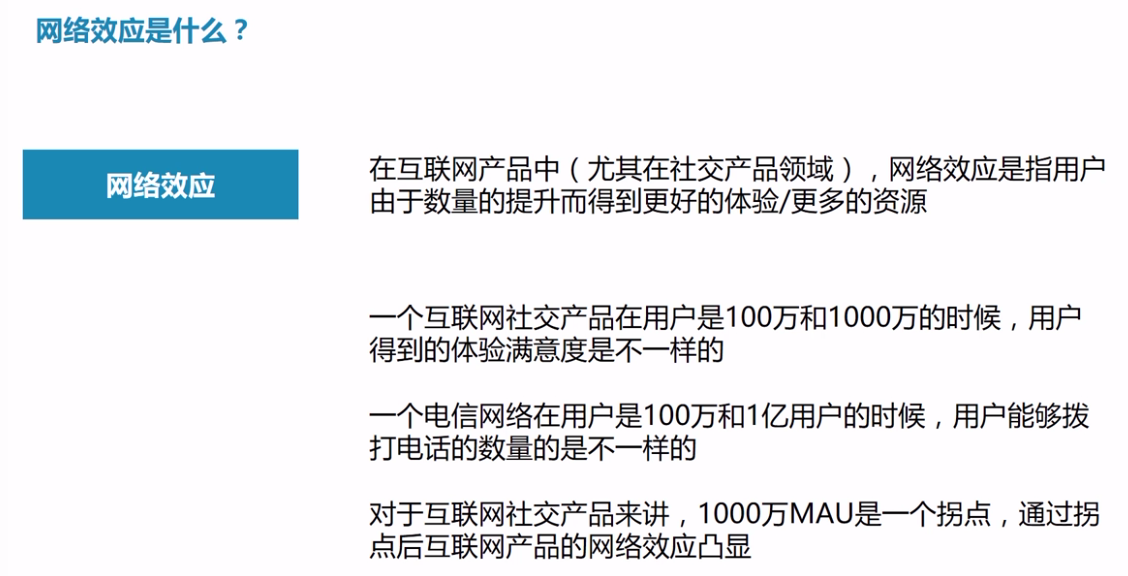 网络效应是什么？
网络效应
在互联网产品中（尤其在社交产品领域），网络效应是指用户
由于数量的提升而得到更好的体验/更多的资源
一个互联网社交产品在用户是100万和1000万的时候，用户
得到的体验满意度是不一样的
一个电信网络在用户是100万和1亿用户的时候，用户能够拨
打电话的数量的是不一样的
对于互联网社交产品来讲，1000万MAU是一个拐点，通过拐
点后互联网产品的网络效应凸显